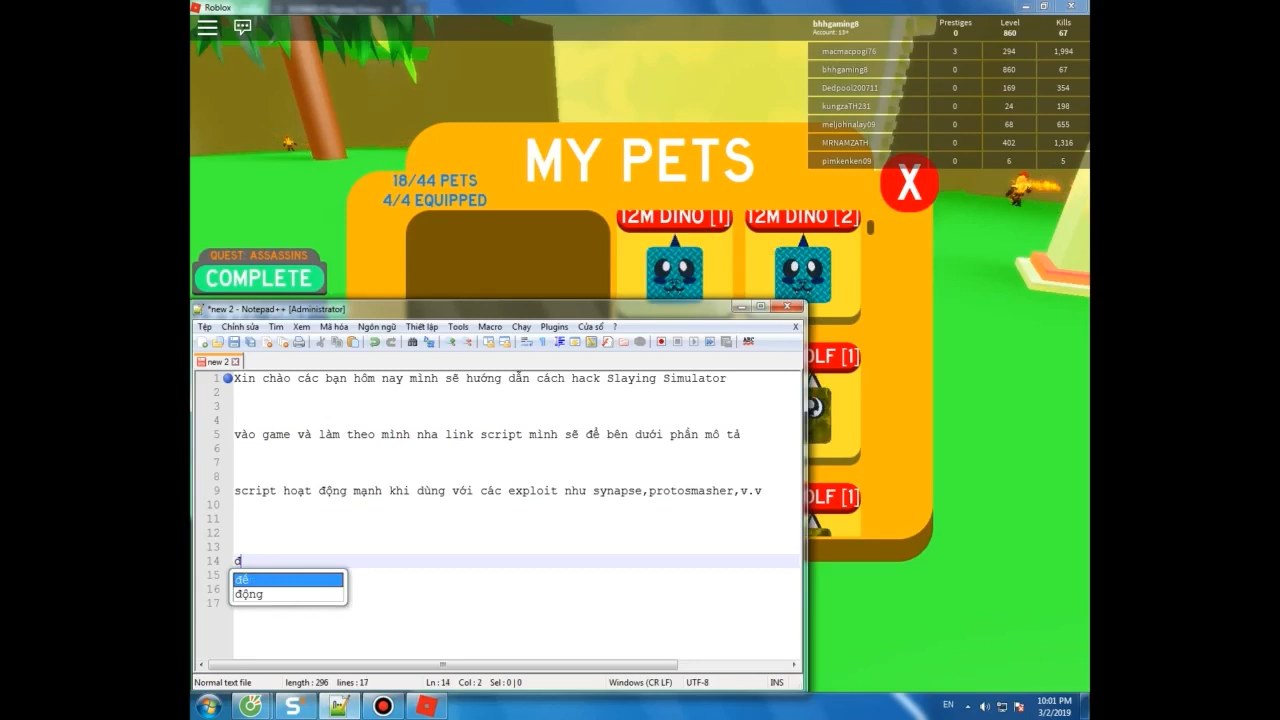 Roblox
bhhgaming8
Account: 13+
Prestiges Level Kills
0 860 67
macmacpogi76 3 294 1,994
bhhgaming8 0 860 67
Dedpool200711 0 169 354
kungzaTH231 0 24 198
meljohnalay09 0 68 655
MRNAMZATH 0 402 1,316
pimkenken09 0 6 5
MY PETS
X
18/44 PETS
4/4 EQUIPPED
12M DINO [1] 12M DINO [2]
QUEST: ASSASSINS
COMPLETE
OLF [1]
OLF [1]
*new 2 - Notepad++ [Administrator]
Tệp Chỉnh sửa Tìm Xem Mã hóa Ngôn ngữ Thiết lập Tools Macro Chạy Plugins Cửa sổ ? X
ABC
new 2
1 Xin chào các bạn hôm nay mình sẽ hướng dẫn cách hack Slaying Simulator
2
3
4
5 vào game và làm theo mình nha link script mình sẽ để bên dưới phần mô tả
6
7
8
9 script hoạt động mạnh khi dùng với các exploit như synapse,protosmasher,v.v
10
11
12
13
14 đ
15 để
16 động
17
Normal text file length : 296 lines : 17 Ln : 14 Col : 2 Sel : 0 | 0 Windows (CR LF) UTF-8 INS
EN 10:01 PM
3/2/2019